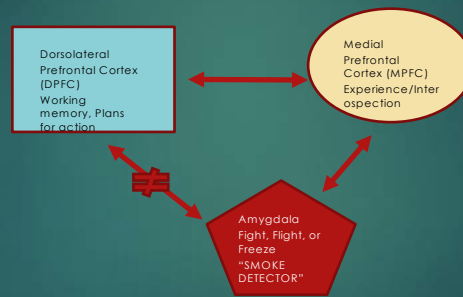 Dorsolateral
Prefrontal Cortex
(DPFC)
Working
memory, Plans
for action
Medial
Prefrontal
Cortex (MPFC)
Experience/Inter
ospection
≠
Amygdala
Fight, Flight, or
Freeze
“SMOKE
DETECTOR”